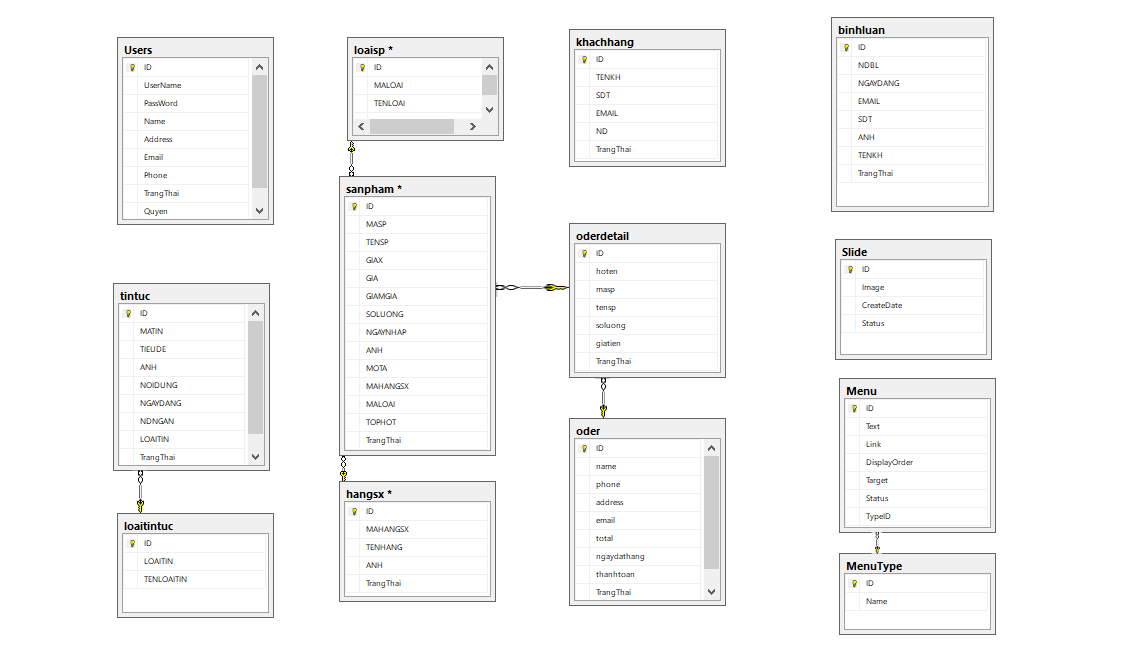 Users
ID
UserName
PassWord
Name
Address
Email
Phone
TrangThai
Quyen
loaisp *
ID
MALOAI
TENLOAI
khachhang
ID
TENKH
SDT
EMAIL
ND
TrangThai
binhluan
ID
NDBL
NGAYDANG
EMAIL
SDT
ANH
TENKH
TrangThai
sanpham *
ID
MASP
TENSP
GIAX
GIA
GIAMGIA
SOLUONG
NGAYNHAP
ANH
MOTA
MAHANGSX
MALOAI
TOPHOT
TrangThai
oderdetail
ID
hoten
masp
tensp
soluong
giatien
TrangThai
Slide
ID
Image
CreateDate
Status
tintuc
ID
MATIN
TIEUDE
ANH
NOIDUNG
NGAYDANG
NDNGAN
LOAITIN
TrangThai
oder
ID
name
phone
address
email
total
ngaydathang
thanhtoan
TrangThai
Menu
ID
Text
Link
DisplayOrder
Target
Status
TypeID
loaitintuc
ID
LOAITIN
TENLOAITIN
hangsx *
ID
MAHANGSX
TENHANG
ANH
TrangThai
MenuType
ID
Name